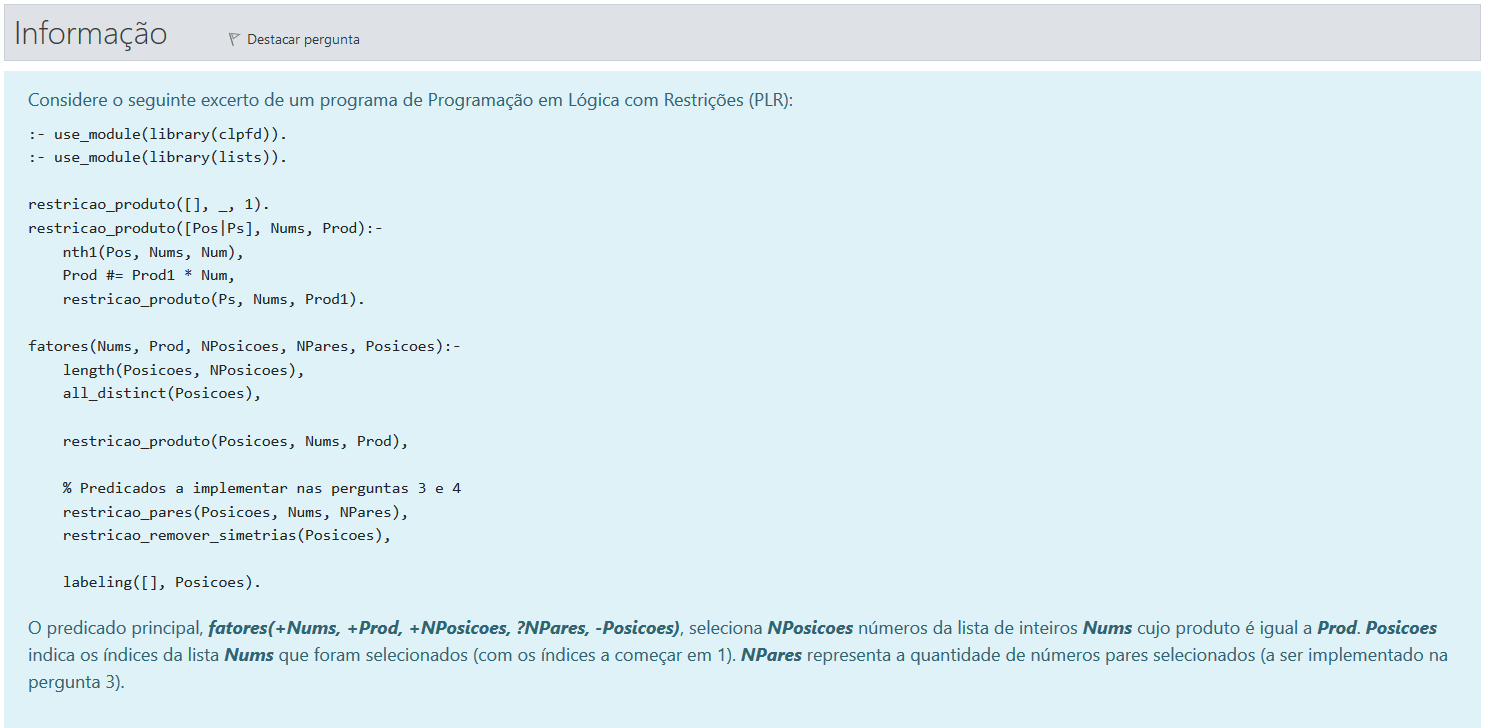 Informação
Destacar pergunta
Considere o seguinte excerto de um programa de Programação em Lógica com Restrições (PLR):
:- use_module(library(clpfd)).
:- use_module(library(lists)).
restricao_produto([], _, 1).
restricao_produto([Pos|Ps], Nums, Prod):-
    nth1(Pos, Nums, Num),
    Prod #= Prod1 * Num,
    restricao_produto(Ps, Nums, Prod1).
fatores(Nums, Prod, NPosicoes, NPares, Posicoes):-
    length(Posicoes, NPosicoes),
    all_distinct(Posicoes),
    restricao_produto(Posicoes, Nums, Prod),
    % Predicados a implementar nas perguntas 3 e 4
    restricao_pares(Posicoes, Nums, NPares),
    restricao_remover_simetrias(Posicoes),
    labeling([], Posicoes).
O predicado principal, fatores(+Nums, +Prod, +NPosicoes, ?NPares, -Posicoes), seleciona NPosicoes números da lista de inteiros Nums cujo produto é igual a Prod. Posicoes
indica os índices da lista Nums que foram selecionados (com os índices a começar em 1). NPares representa a quantidade de números pares selecionados (a ser implementado na
pergunta 3).